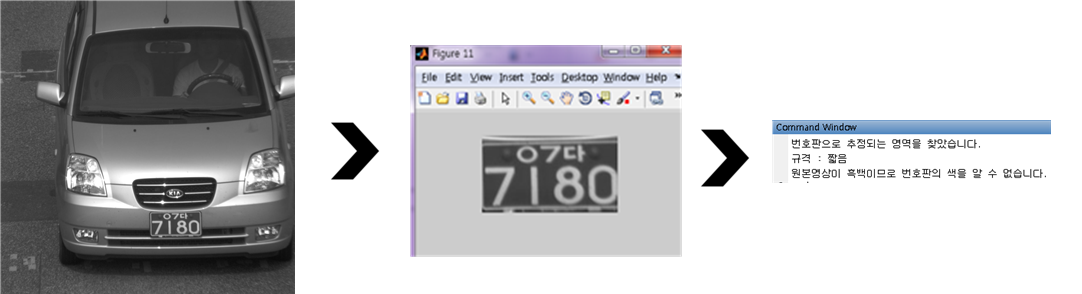 KIA
07다
7180
Figure 11
File Edit View Insert Tools Desktop Window Help
07다
7180
Command Window
번호판으로 추정되는 영역을 찾았습니다.
규격 : 짧음
원본영상이 흑백이므로 번호판의 색을 알 수 없습니다.